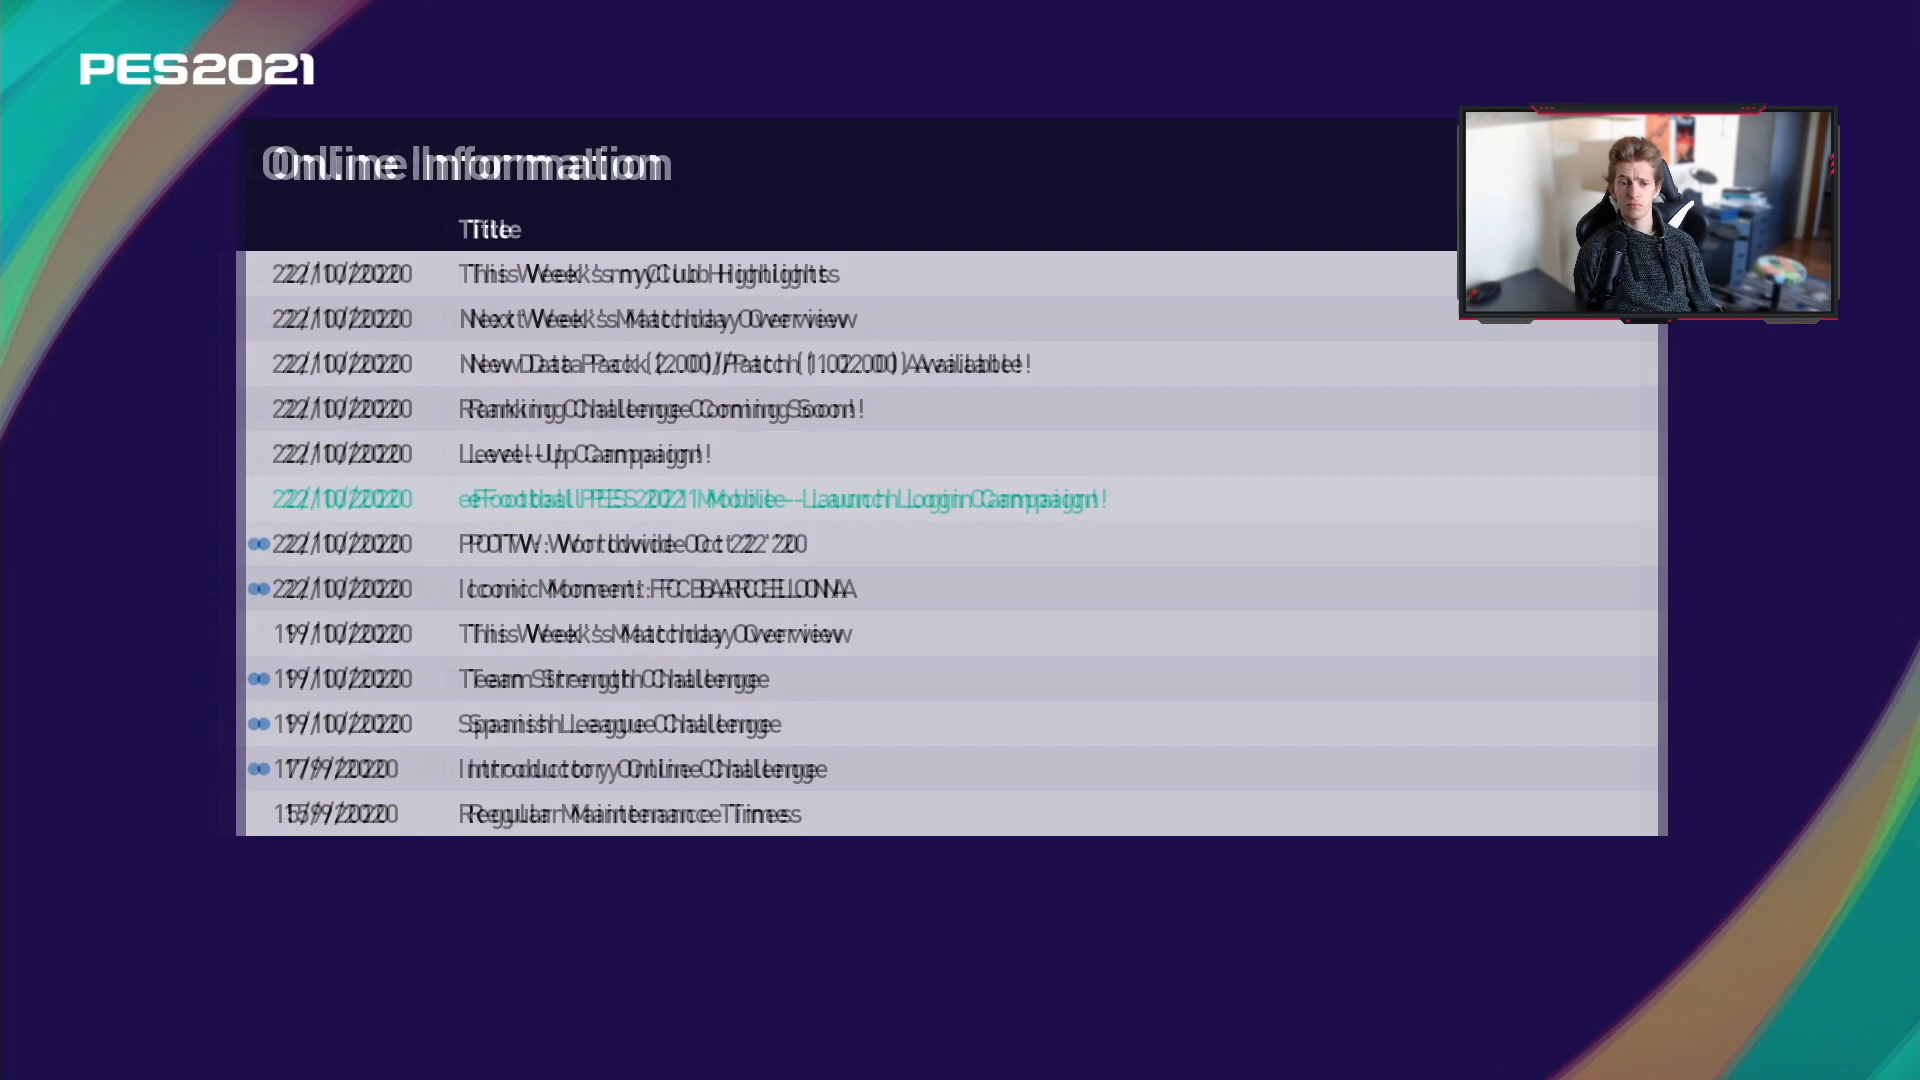 PES2021
Online Information
Title
22/10/2020 This Week's myClub Highlights
22/10/2020 Next Week's Matchday Overview
22/10/2020 New Data Pack (2.00)/Patch (1.02.00) Available!
22/10/2020 Ranking Challenge Coming Soon!
22/10/2020 Level-Up Campaign!
22/10/2020 eFootball PES 2021 Mobile - Launch Login Campaign!
22/10/2020 POTW: Worldwide Oct 22 '20
22/10/2020 Iconic Moment: FC BARCELONA
19/10/2020 This Week's Matchday Overview
19/10/2020 Team Strength Challenge
19/10/2020 Spanish League Challenge
17/9/2020 Introductory Online Challenge
15/9/2020 Regular Maintenance Times